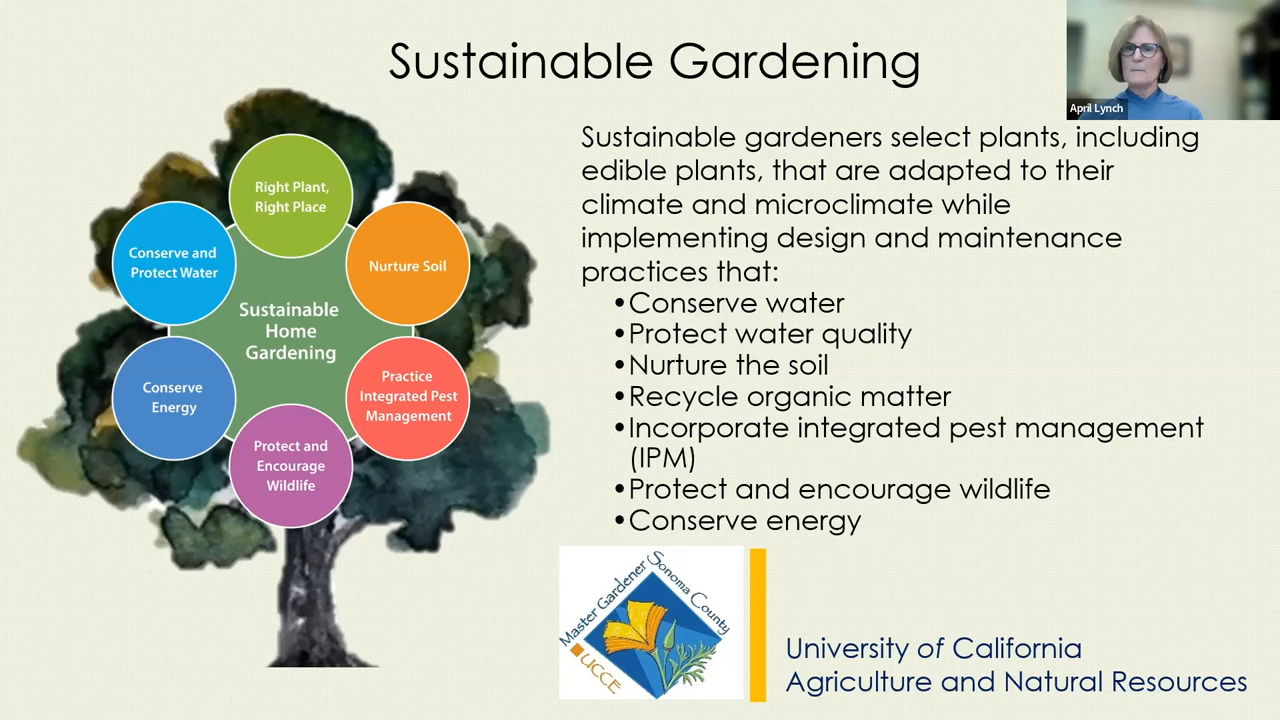 Sustainable Gardening
April Lynch
Right Plant,
Right Place
Conserve and
Protect Water
Nurture Soil
Sustainable
Home
Gardening
Conserve
Energy
Practice
Integrated Pest
Management
Protect and
Encourage
Wildlife
Sustainable gardeners select plants, including
edible plants, that are adapted to their
climate and microclimate while
implementing design and maintenance
practices that:
•Conserve water
•Protect water quality
•Nurture the soil
•Recycle organic matter
•Incorporate integrated pest management
(IPM)
•Protect and encourage wildlife
•Conserve energy
Master Gardener Sonoma County
UCCE
University of California
Agriculture and Natural Resources